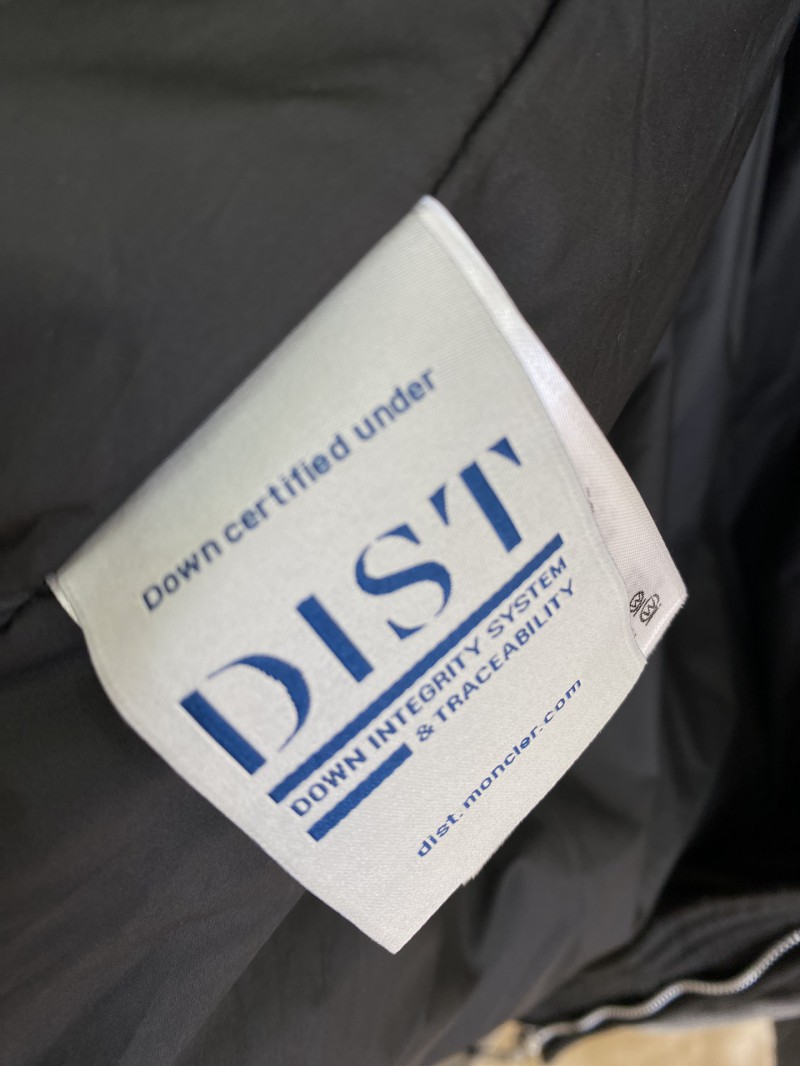 Down certified under
DIST
DOWN INTEGRITY SYSTEM
& TRACEABILITY
dist.moncler.com